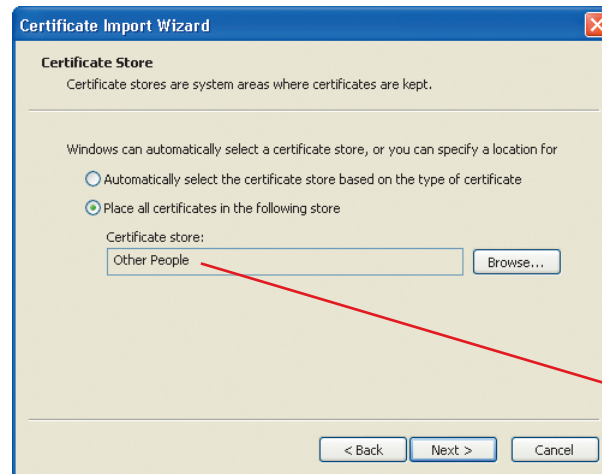 Certificate Import Wizard
Certificate Store
Certificate stores are system areas where certificates are kept.
Windows can automatically select a certificate store, or you can specify a location for
Automatically select the certificate store based on the type of certificate
Place all certificates in the following store
Certificate store:
Other People
Browse...
< Back
Next >
Cancel